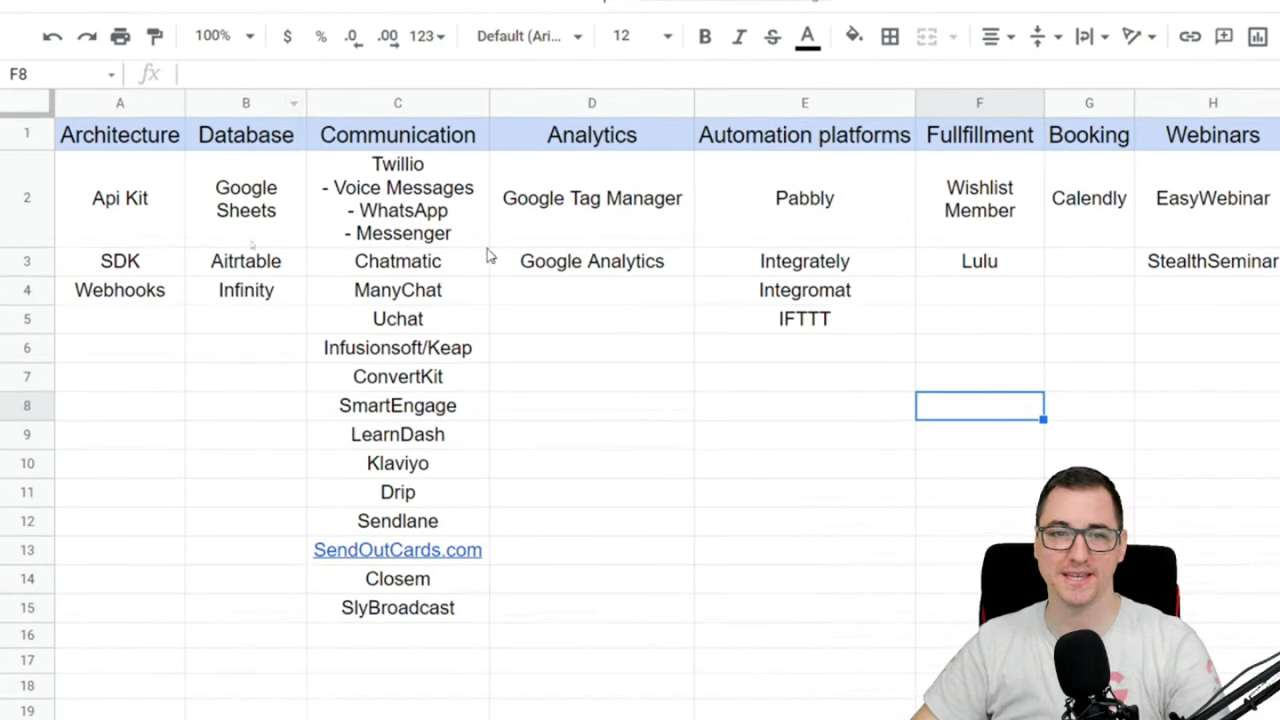 100%
$
%
.0
.00
123
Default (Ari...
12
B
I
S
A
F8
fx
A B C D E F G H
1 Architecture Database Communication Analytics Automation platforms Fullfillment Booking Webinars
2 Api Kit Google Sheets Twillio
- Voice Messages
- WhatsApp
- Messenger
Google Tag Manager Pabbly Wishlist Member Calendly EasyWebinar
3 SDK Aitrtable Chatmatic Google Analytics Integrately Lulu StealthSeminar
4 Webhooks Infinity ManyChat Integromat
5 Uchat IFTTT
6 Infusionsoft/Keap
7 ConvertKit
8 SmartEngage
9 LearnDash
10 Klaviyo
11 Drip
12 Sendlane
13 SendOutCards.com
14 Closem
15 SlyBroadcast
16
17
18
19